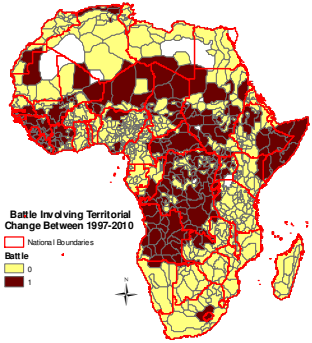 Battle Involving Territorial
Change Between 1997-2010
National Boundaries
Battle
0
1
N